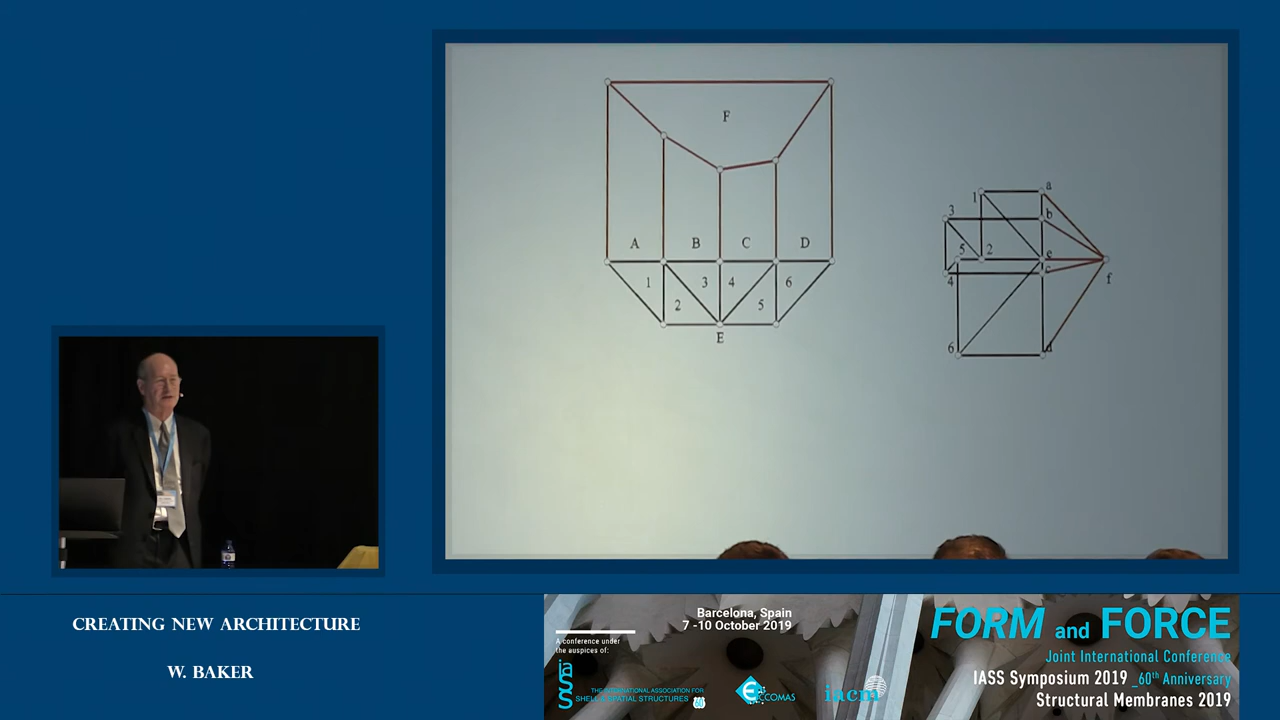 F
A
B
C
D
1
3
4
6
2
5
E
a
1
3
b
5
2
e
4
c
f
6
d
CREATING NEW ARCHITECTURE
W. BAKER
Barcelona, Spain
7 -10 October 2019
A conference under
the auspices of:
iass
THE INTERNATIONAL ASSOCIATION FOR
SHELL & SPATIAL STRUCTURES
ECCOMAS
iacm
FORM and FORCE
Joint International Conference
IASS Symposium 2019 _60th Anniversary
Structural Membranes 2019